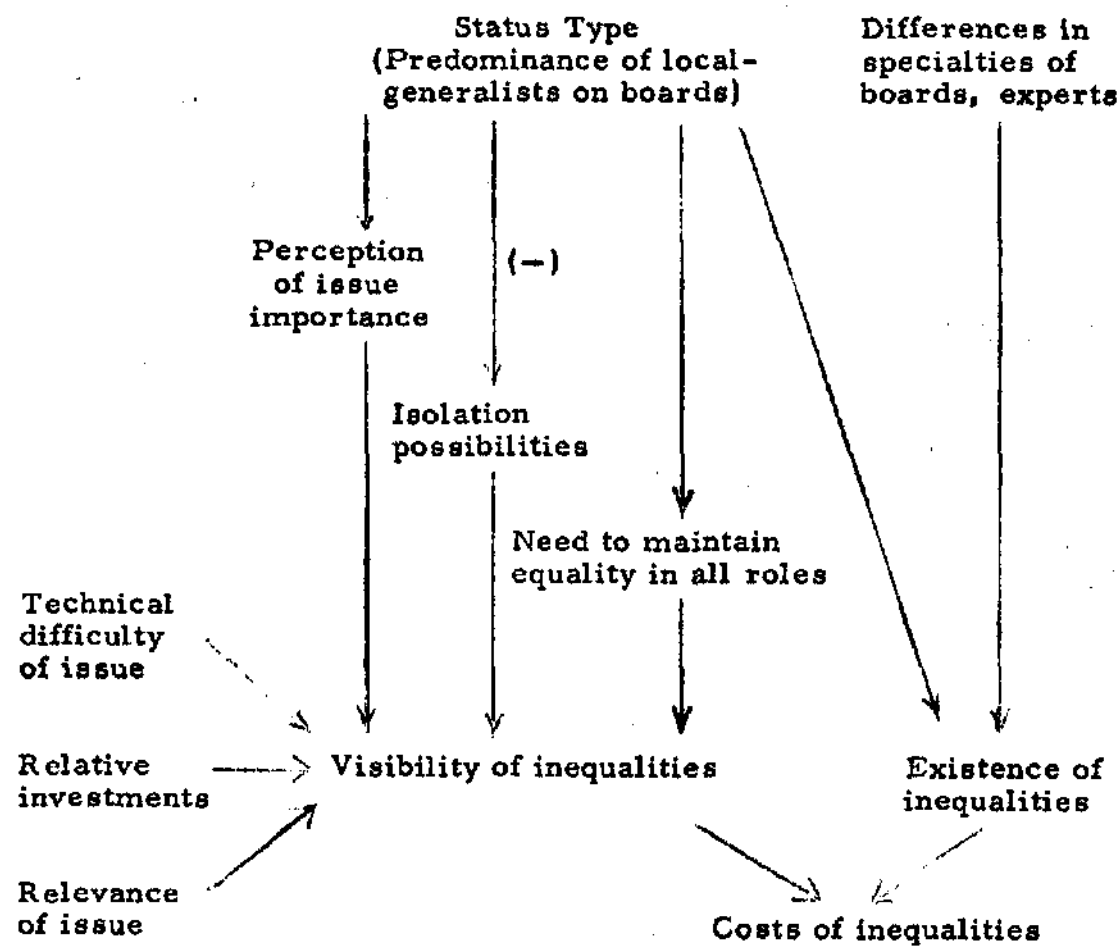 Status Type
(Predominance of local-
generalists on boards)
Differences in
specialties of
boards, experts
Perception
of issue
importance
(-)
Isolation
possibilities
Need to maintain
equality in all roles
Technical
difficulty
of issue
Relative
investments
Visibility of inequalities
Existence of
inequalities
Relevance
of issue
Costs of inequalities